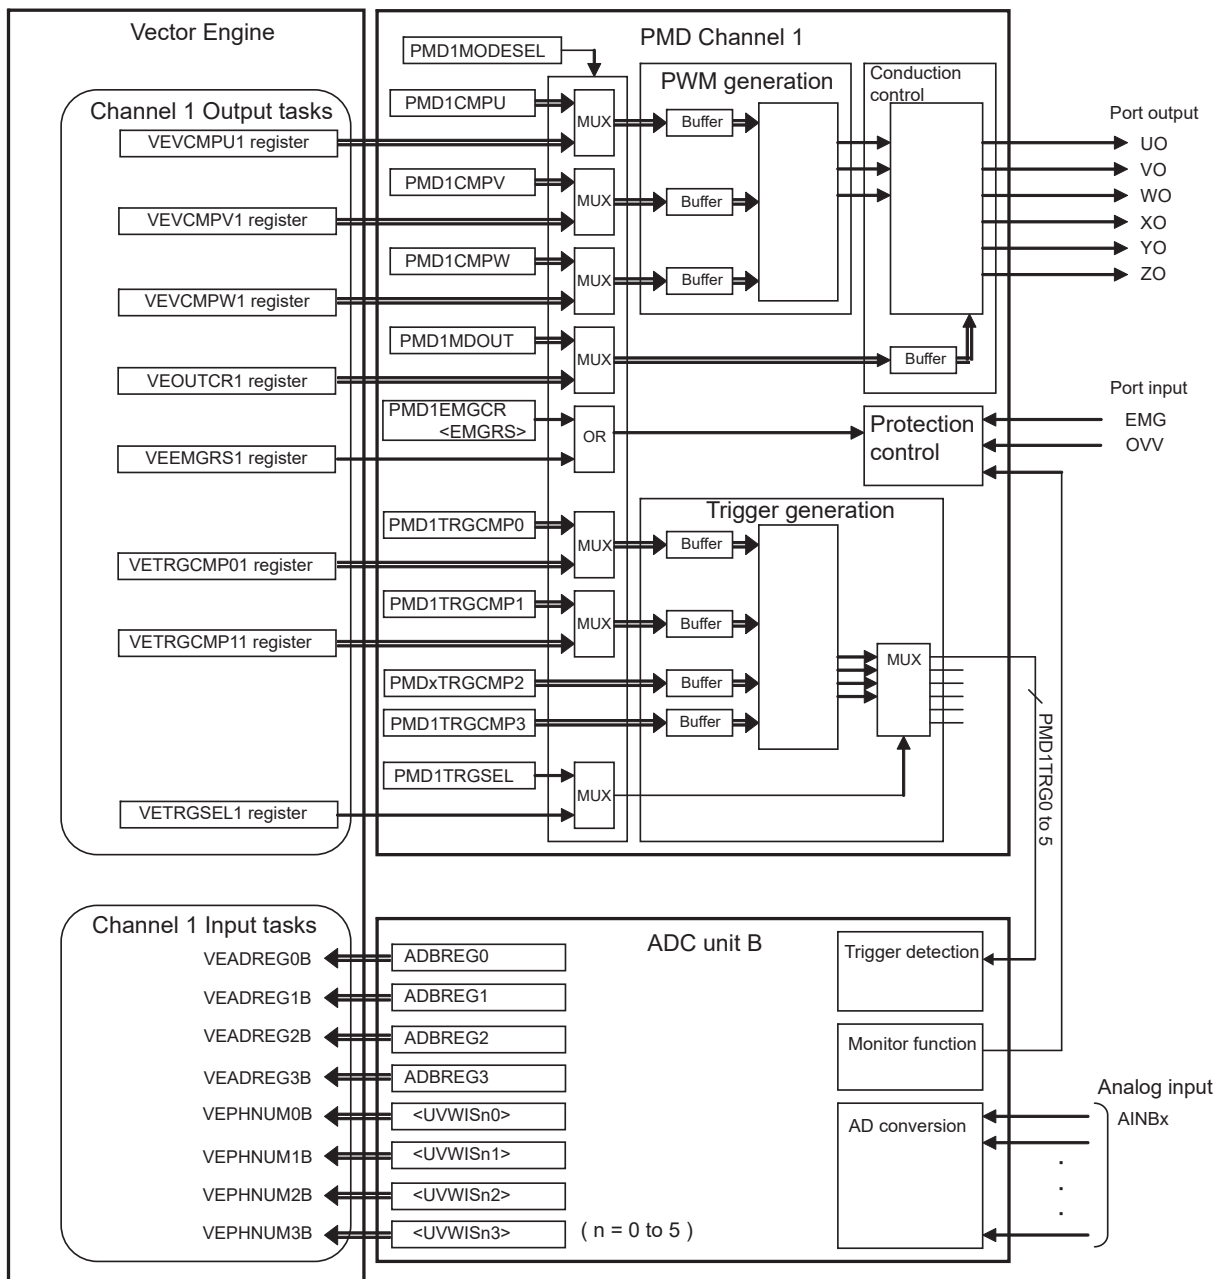 Vector Engine
PMD Channel 1
PMD1MODESEL
Channel 1 Output tasks
PWM generation
Conduction
control
PMD1CMPU
MUX
Buffer
VEVCMPU1 register
Port output
UO
VO
WO
XO
YO
ZO
PMD1CMPV
MUX
Buffer
VEVCMPV1 register
PMD1CMPW
MUX
Buffer
VEVCMPW1 register
PMD1MDOUT
MUX
Buffer
VEOUTCR1 register
PMD1EMGCR
<EMGRS>
OR
Protection
control
Port input
EMG
OVV
VEEMGRS1 register
Trigger generation
PMD1TRGCMP0
MUX
Buffer
VETRGCMP01 register
PMD1TRGCMP1
MUX
Buffer
VETRGCMP11 register
MUX
PMDxTRGCMP2
Buffer
PMD1TRGCMP3
Buffer
PMD1TRG0 to 5
PMD1TRGSEL
MUX
VETRGSEL1 register
Channel 1 Input tasks
ADC unit B
VEADREG0B
ADBREG0
Trigger detection
VEADREG1B
ADBREG1
VEADREG2B
ADBREG2
Monitor function
VEADREG3B
ADBREG3
Analog input
VEPHNUM0B
<UVWISn0>
AD conversion
AINBx
VEPHNUM1B
<UVWISn1>
VEPHNUM2B
<UVWISn2>
VEPHNUM3B
<UVWISn3>
( n = 0 to 5 )